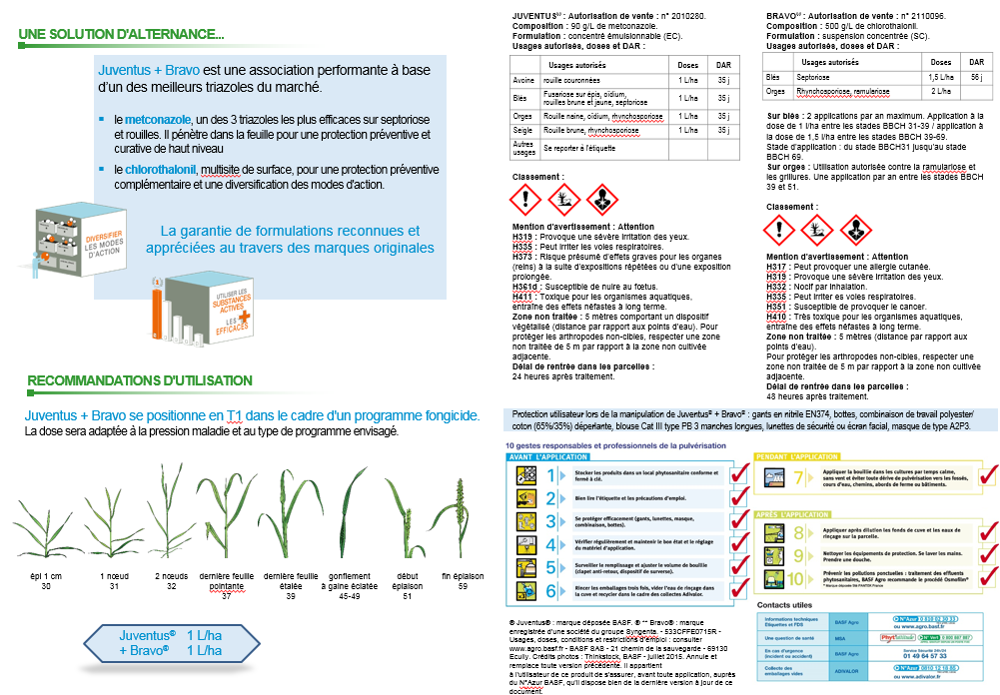 UNE SOLUTION D'ALTERNANCE...
Juventus + Bravo est une association performante à base
d'un des meilleurs triazoles du marché.
le metconazole, un des 3 triazoles les plus efficaces sur septoriose
et rouilles. Il pénètre dans la feuille pour une protection préventive et
curative de haut niveau
le chlorothalonil, multisite de surface, pour une protection préventive
complémentaire et une diversification des modes d'action.
DIVERSIFIER
LES MODES
D'ACTION
La garantie de formulations reconnues et
appréciées au travers des marques originales
UTILISER LES
SUBSTANCES
ACTIVES
LES +
EFFICACES
RECOMMANDATIONS D'UTILISATION
Juventus + Bravo se positionne en T1 dans le cadre d'un programme fongicide.
La dose sera adaptée à la pression maladie et au type de programme envisagé.
épi 1 cm
30
1 nœud
31
2 nœuds
32
dernière feuille
pointante
37
dernière feuille
étalée
39
gonflement
à gaine éclatée
45-49
début
épiaison
51
fin épiaison
59
Juventus® 1 L/ha
+ Bravo® 1 L/ha
JUVENTUS® : Autorisation de vente : n° 2010280.
Composition : 90 g/L de metconazole.
Formulation : concentré émulsionnable (EC).
Usages autorisés, doses et DAR :
Usages autorisés Doses DAR
Avoine rouille couronnées 1 L/ha 35 j
Blés Fusariose sur épis, oïdium,
rouilles brune et jaune, septoriose 1 L/ha 35 j
Orges Rouille naine, oïdium, rhynchosporiose 1 L/ha 35 j
Seigle Rouille brune, rhynchosporiose 1 L/ha 35 j
Autres
usages Se reporter à l'étiquette
Classement :
Mention d'avertissement : Attention
H319 : Provoque une sévère irritation des yeux.
H335 : Peut irriter les voies respiratoires.
H373 : Risque présumé d'effets graves pour les organes
(reins) à la suite d'expositions répétées ou d'une exposition
prolongée.
H361d : Susceptible de nuire au fœtus.
H411 : Toxique pour les organismes aquatiques,
entraîne des effets néfastes à long terme.
Zone non traitée : 5 mètres comportant un dispositif
végétalisé (distance par rapport aux points d'eau). Pour
protéger les arthropodes non-cibles, respecter une zone
non traitée de 5 m par rapport à la zone non cultivée
adjacente.
Délai de rentrée dans les parcelles :
24 heures après traitement.
BRAVO® : Autorisation de vente : n° 2110096.
Composition : 500 g/L de chlorothalonil.
Formulation : suspension concentrée (SC).
Usages autorisés, doses et DAR :
Usages autorisés Doses DAR
Blés Septoriose 1,5 L/ha 56 j
Orges Rhynchosporiose, ramulariose 2 L/ha
Sur blés : 2 applications par an maximum. Application à la
dose de 1 l/ha entre les stades BBCH 31-39 / application à
la dose de 1,5 l/ha entre les stades BBCH 39-69.
Stade d'application : du stade BBCH31 jusqu'au stade
BBCH 69.
Sur orges : Utilisation autorisée contre la ramulariose et
les grillures. Une application par an entre les stades BBCH
39 et 51.
Classement :
Mention d'avertissement : Attention
H317 : Peut provoquer une allergie cutanée.
H319 : Provoque une sévère irritation des yeux.
H332 : Nocif par inhalation.
H335 : Peut irriter es voies respiratoires.
H351 : Susceptible de provoquer le cancer.
H410 : Très toxique pour les organismes aquatiques,
entraîne des effets néfastes à long terme.
Zone non traitée : 5 mètres (distance par rapport aux
points d'eau).
Pour protéger les arthropodes non-cibles, respecter une
zone non traitée de 5 m par rapport à la zone non cultivée
adjacente.
Délai de rentrée dans les parcelles :
48 heures après traitement.
Protection utilisateur lors de la manipulation de Juventus® + Bravo® : gants en nitrile EN374, bottes, combinaison de travail polyester/
coton (65%/35%) déperlante, blouse Cat III type PB 3 manches longues, lunettes de sécurité ou écran facial, masque de type A2P3.
10 gestes responsables et professionnels de la pulvérisation
AVANT L'APPLICATION
1 Stocker les produits dans un local phytosanitaire conforme et
fermé à clé.
2 Bien lire l'étiquette et les précautions d'emploi.
3 Se protéger efficacement (gants, lunettes, masque,
combinaison, bottes).
4 Vérifier régulièrement et maintenir le bon état et le réglage
du matériel d'application.
5 Surveiller le remplissage et ajuster le volume de bouillie
(clapet anti-retour, dispositif de surverse).
6 Rincer les emballages trois fois, vider l'eau de rinçage dans
la cuve et recycler dans le cadre des collectes Adivalor.
PENDANT L'APPLICATION
7 Appliquer la bouillie dans les cultures par temps calme,
sans vent et éviter toute dérive de pulvérisation vers les fossés,
cours d'eau, chemins, abords de ferme ou bâtiments.
APRÈS L'APPLICATION
8 Appliquer après dilution les fonds de cuve et les eaux de
rinçage sur la parcelle.
9 Nettoyer les équipements de protection. Se laver les mains.
Prendre une douche.
10 Prévenir les pollutions ponctuelles : traitement des effluents
phytosanitaires, BASF Agro recommande le procédé Osmofilm*
Contacts utiles
Informations techniques
Étiquettes et FDS BASF Agro N°Azur
ou www.agro.basf.fr
Une question de santé MSA Phyt'attitude N° Vert 0 800 887 887
En cas d'urgence
(incident ou accident) BASF Agro Service Sécurité 24h/24
01 49 64 57 33
Collecte des
emballages vides ADIVALOR N°Azur
ou www.adivalor.fr
® Juventus® : marque déposée BASF. ® ** Bravo® : marque
enregistrée d'une société du groupe Syngenta. - 533CFFE0715R -
Usages, doses, conditions et restrictions d'emploi : consulter
www.agro.basf.fr - BASF SAS - 21 chemin de la sauvegarde - 69130
Ecully. Crédits photos : Thinkstock, BASF - juillet 2015. Annule et
remplace toute version précédente. Il appartient
à l'utilisateur de ce produit de s'assurer, avant toute application, auprès
du N°Azur BASF, qu'il dispose bien de la dernière version à jour de ce
document.